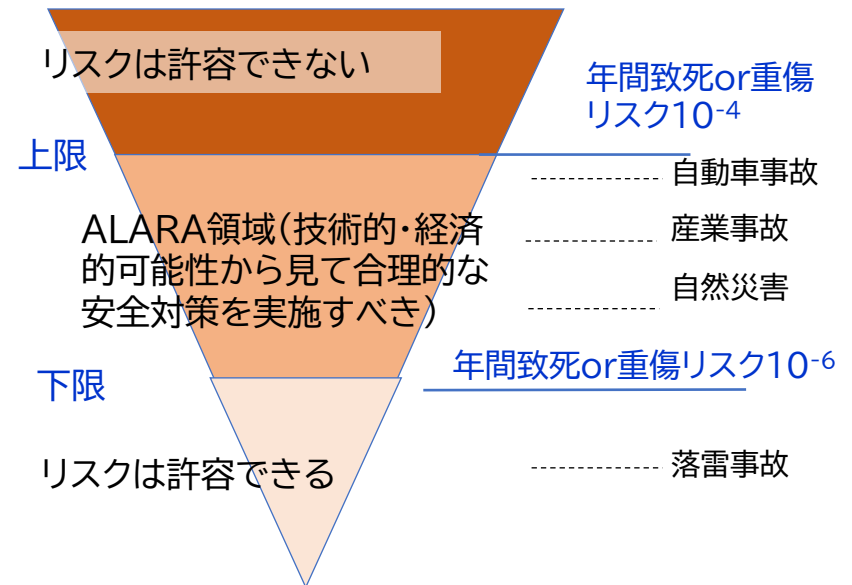 リスクは許容できない
年間致死or重傷
リスク10-4
上限
自動車事故
ALARA領域(技術的・経済
的可能性から見て合理的な
安全対策を実施すべき)
産業事故
自然災害
年間致死or重傷リスク10-6
下限
リスクは許容できる
落雷事故